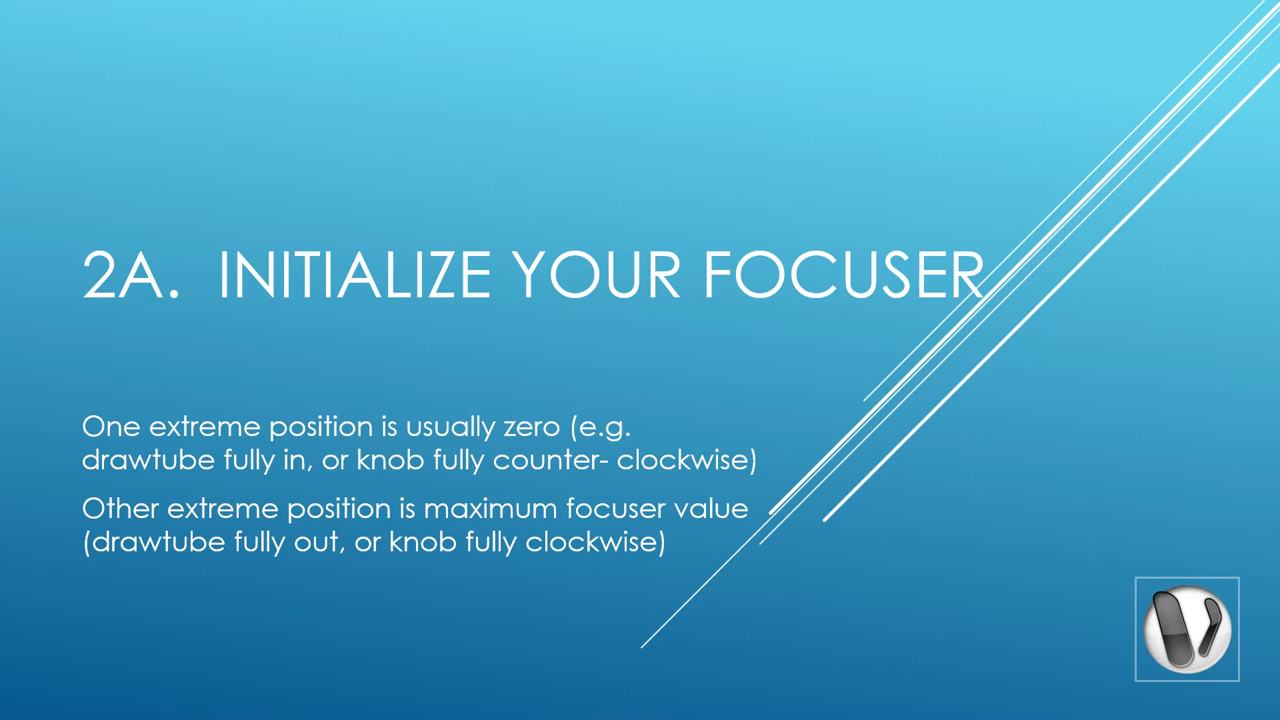 2A.  INITIALIZE YOUR FOCUSER
One extreme position is usually zero (e.g.
drawtube fully in, or knob fully counter- clockwise)
Other extreme position is maximum focuser value
(drawtube fully out, or knob fully clockwise)